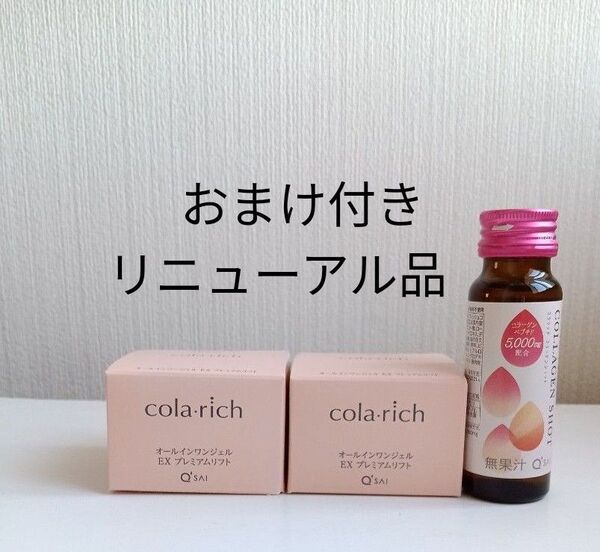 おまけ付き
リニューアル品
cola·rich
オールインワンジェル
EX プレミアムリフト
Q'SAI
cola·rich
オールインワンジェル
EX プレミアムリフト
Q'SAI
コラーゲン
ペプチド
5,000mg
配合
COLLAGEN SHOT
無果汁 Q'SAI